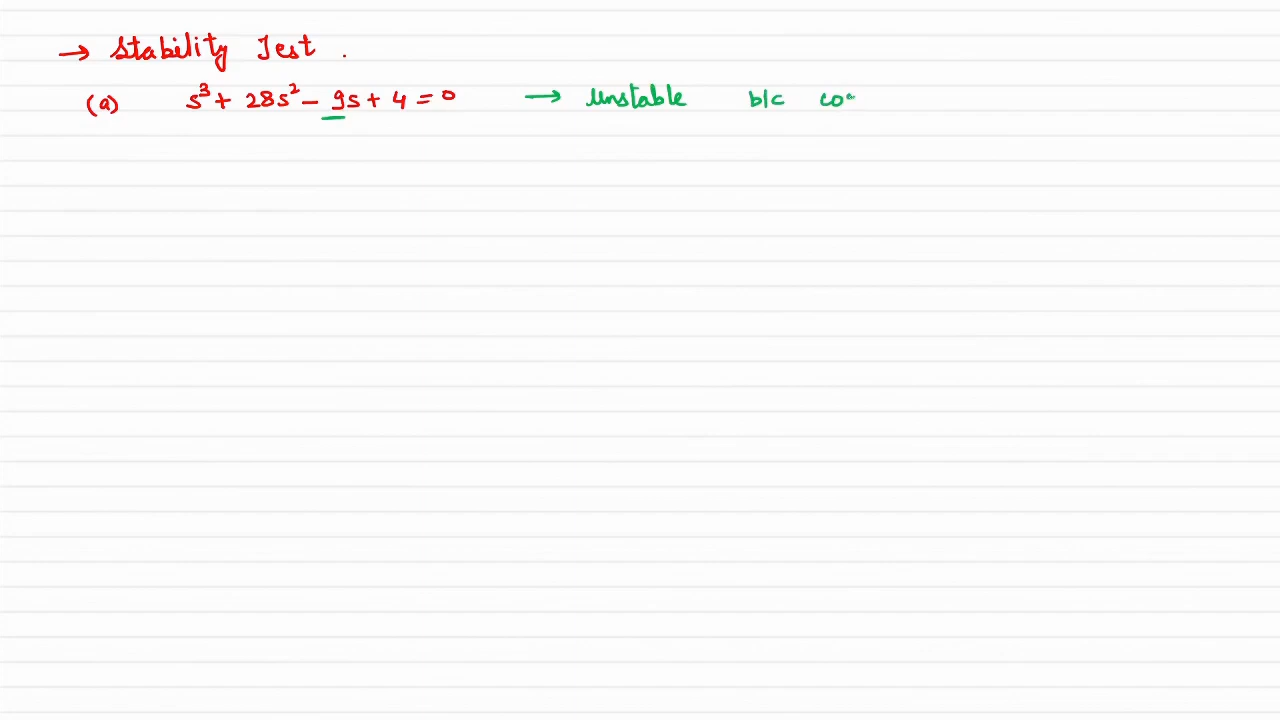 → Stability Test .
(a) s³ + 28s² - 9s + 4 = 0 → Unstable b/c